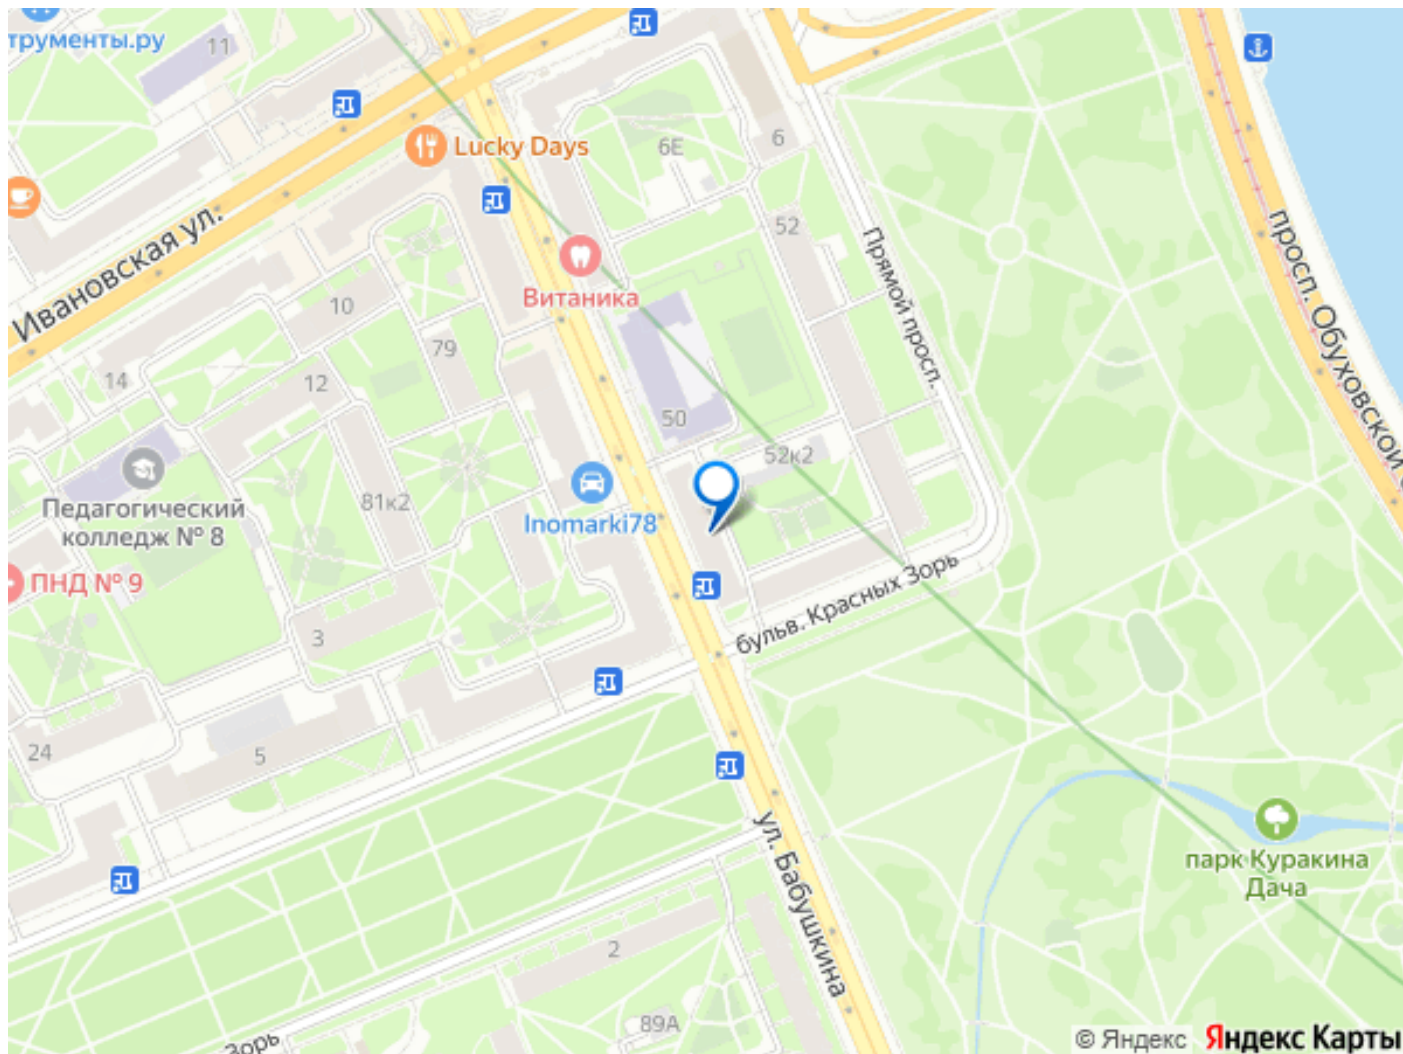 трументы.ру
11
Lucky Days
6Е
6
Ивановская ул.
52
Прямой просп.
просп. Обуховской
Витаника
10
79
14
12
50
52к2
Педагогический
колледж № 8
81к2
Inomarki78
ПНД № 9
3
бульв. Красных Зорь
24
5
ул. Бабушкина
парк Куракина
Дача
2
89А
Зорь
© Яндекс Яндекс Карты